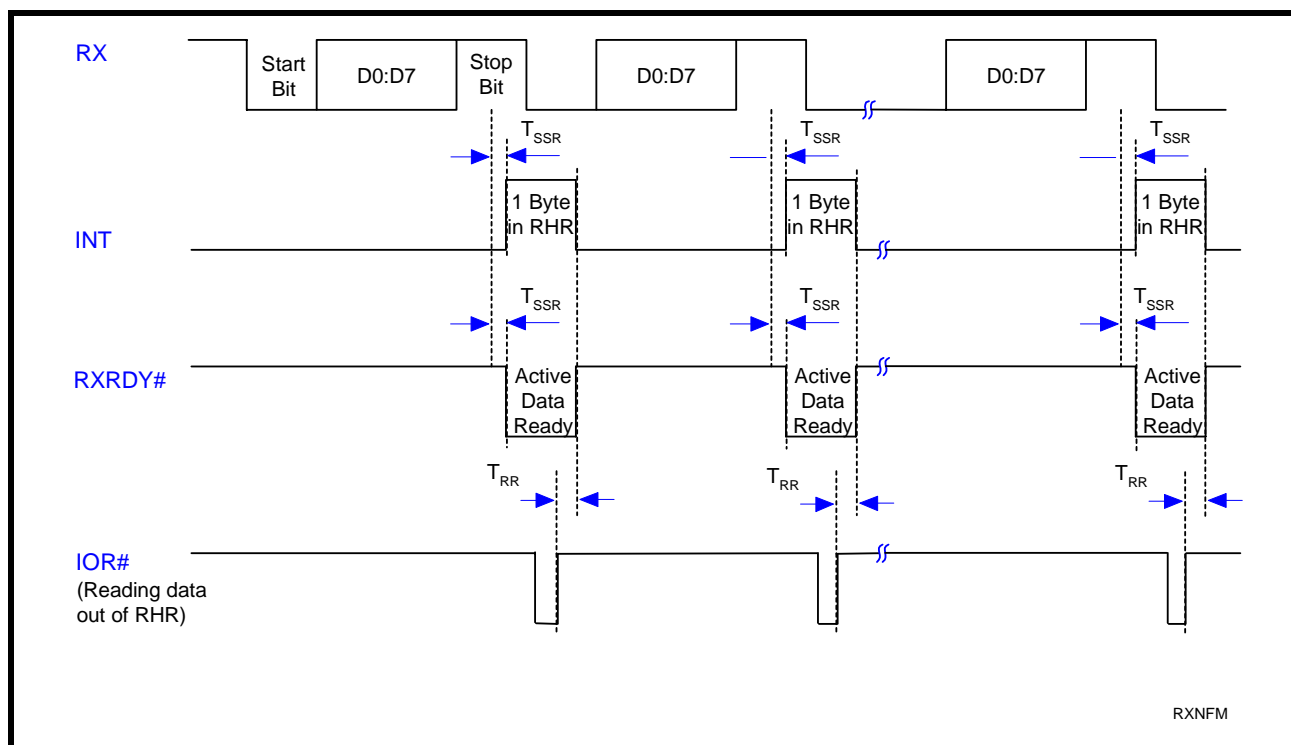 RX
Start
Bit
D0:D7
Stop
Bit
D0:D7
D0:D7
TSSR
TSSR
TSSR
INT
1 Byte
in RHR
1 Byte
in RHR
1 Byte
in RHR
TSSR
TSSR
TSSR
RXRDY#
Active
Data
Ready
Active
Data
Ready
Active
Data
Ready
TRR
TRR
TRR
IOR#
(Reading data
out of RHR)
RXNFM